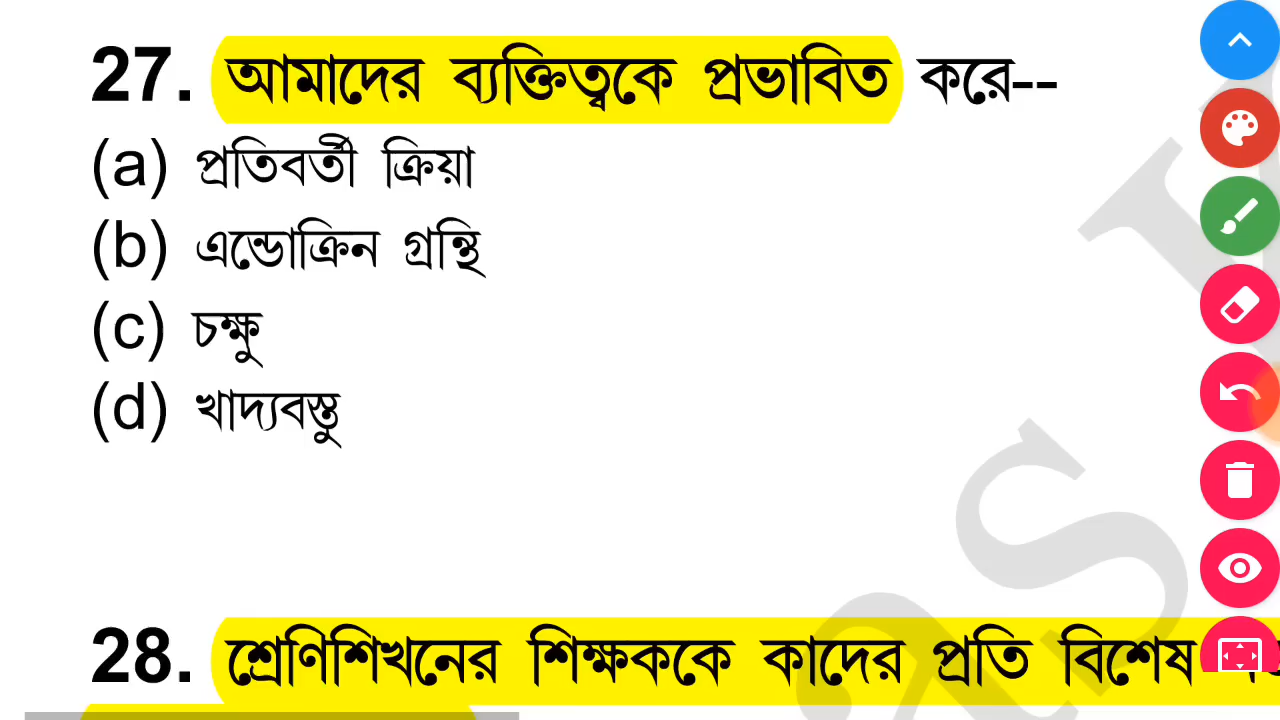 27. আমাদের ব্যক্তিত্বকে প্রভাবিত করে--
(a) প্রতিবর্তী ক্রিয়া
(b) এন্ডোক্রিন গ্রন্থি
(c) চক্ষু
(d) খাদ্যবস্তু
28. শ্রেণিশিখনের শিক্ষককে কাদের প্রতি বিশেষ